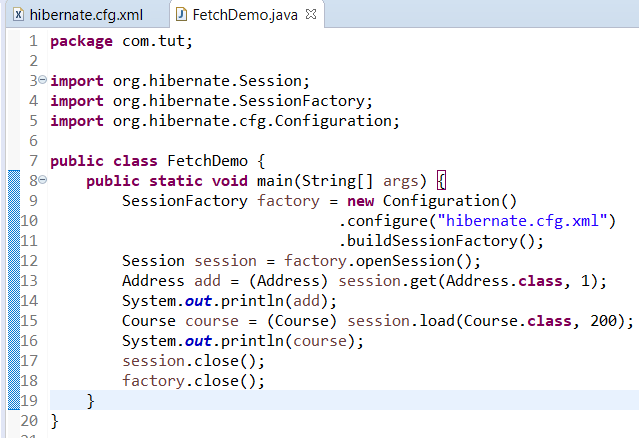 hibernate.cfg.xml FetchDemo.java
1 package com.tut;
2
3 import org.hibernate.Session;
4 import org.hibernate.SessionFactory;
5 import org.hibernate.cfg.Configuration;
6
7 public class FetchDemo {
8     public static void main(String[] args) {
9         SessionFactory factory = new Configuration()
10                                 .configure("hibernate.cfg.xml")
11                                 .buildSessionFactory();
12         Session session = factory.openSession();
13         Address add = (Address) session.get(Address.class, 1);
14         System.out.println(add);
15         Course course = (Course) session.load(Course.class, 200);
16         System.out.println(course);
17         session.close();
18         factory.close();
19     }
20 }